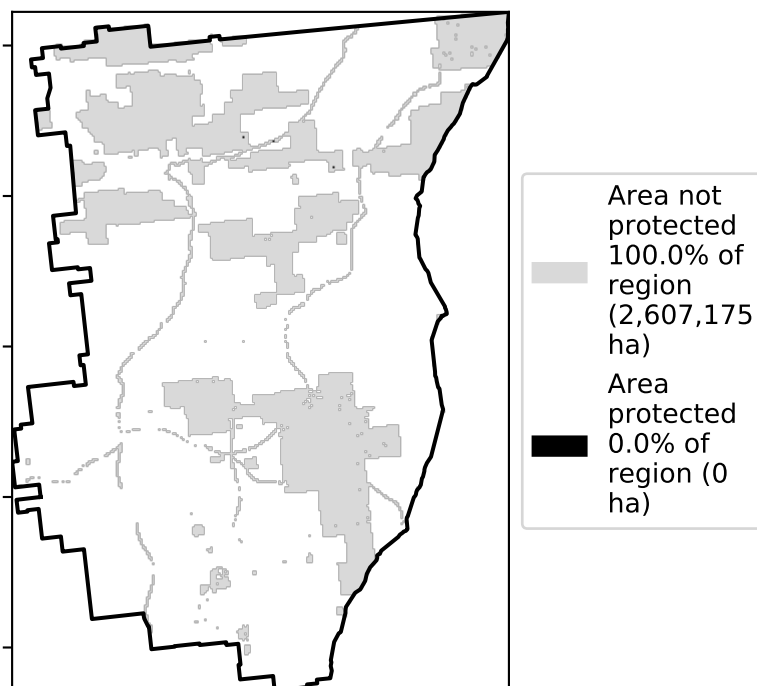 Area not
protected
100.0% of
region
(2,607,175
ha)
Area
protected
0.0% of
region (0
ha)